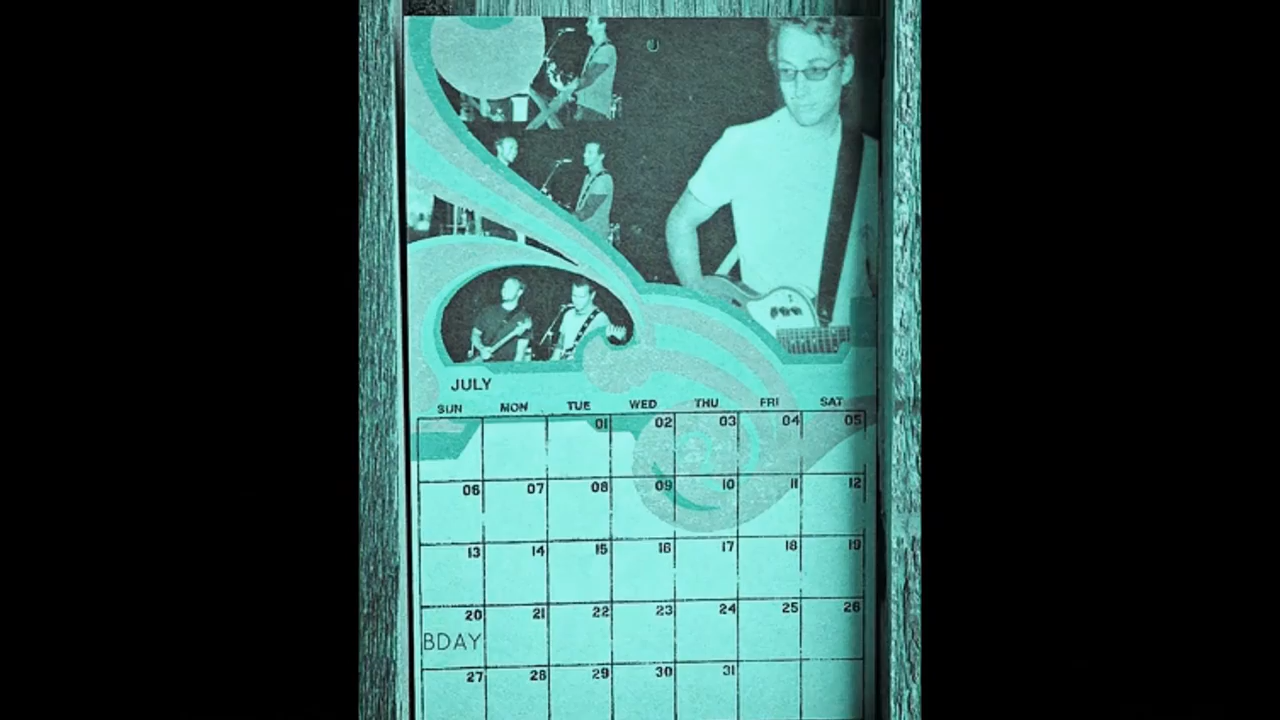 JULY
SUN MON TUE WED THU FRI SAT
01 02 03 04 05
06 07 08 09 10 11 12
13 14 15 16 17 18 19
20 21 22 23 24 25 26
BDAY
27 28 29 30 31